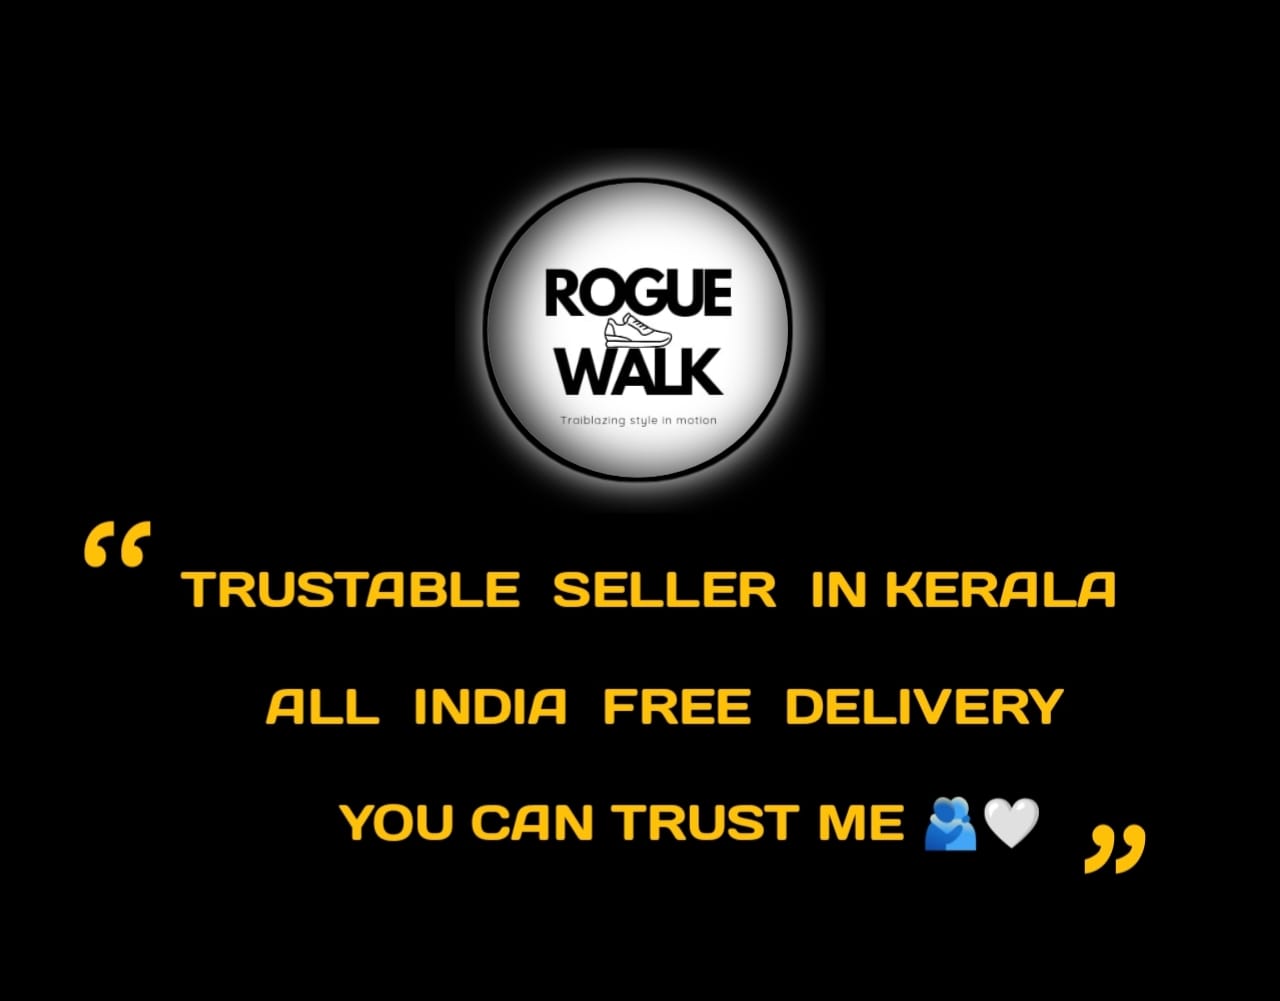 ROGUE
WALK
Traiblazing style in motion
“ TRUSTABLE SELLER IN KERALA
ALL INDIA FREE DELIVERY
YOU CAN TRUST ME 🫂🤍 ”